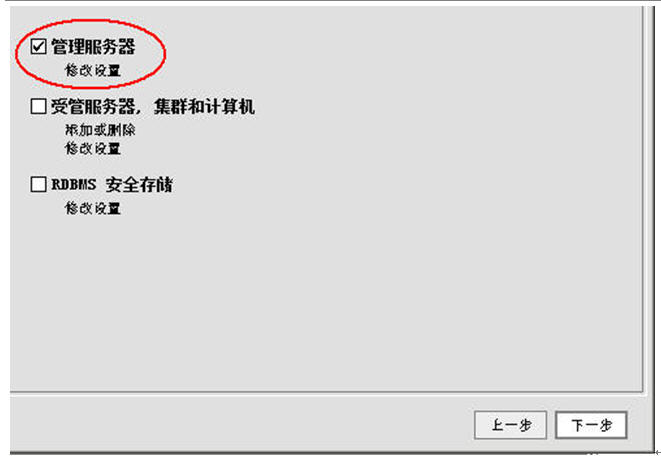 管理服务器
修改设置
受管服务器, 集群和计算机
添加或删除
修改设置
RDBMS 安全存储
修改设置
上一步 下一步